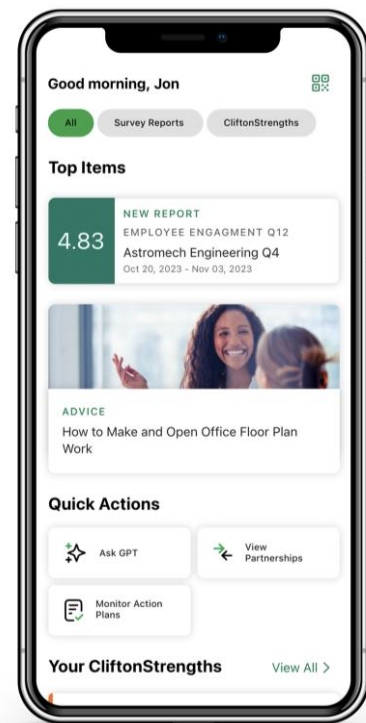 Good morning, Jon
All
Survey Reports
CliftonStrengths
Top Items
4.83
NEW REPORT
EMPLOYEE ENGAGMENT Q12
Astromech Engineering Q4
Oct 20, 2023 - Nov 03, 2023
ADVICE
How to Make and Open Office Floor Plan
Work
Quick Actions
Ask GPT
View
Partnerships
Monitor Action
Plans
Your CliftonStrengths
View All >